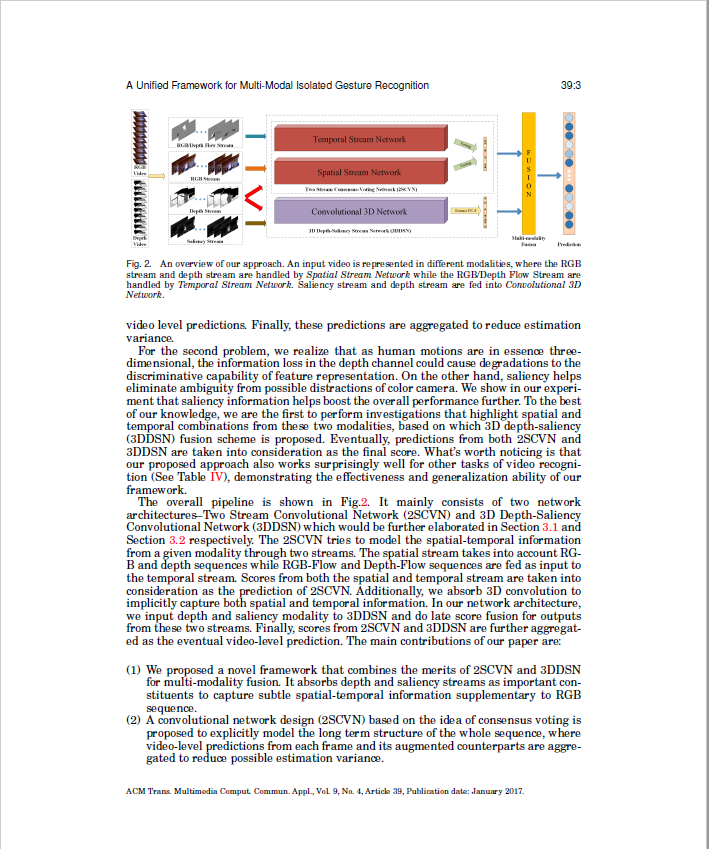 A Unified Framework for Multi-Modal Isolated Gesture Recognition 39:3
RGB
Video
Depth
Video
RGB/Depth Flow Stream
RGB Stream
Depth Stream
Saliency Stream
Temporal Stream Network
Spatial Stream Network
Two Stream Consensus-Voting Network (2SCVN)
Convolutional 3D Network
3D Depth-Saliency Stream Network (3DDSN)
FUSION
Multi-modality
Fusion
Prediction
Fig. 2. An overview of our approach. An input video is represented in different modalities, where the RGB
stream and depth stream are handled by Spatial Stream Network while the RGB/Depth Flow Stream are
handled by Temporal Stream Network. Saliency stream and depth stream are fed into Convolutional 3D
Network.
video level predictions. Finally, these predictions are aggregated to reduce estimation
variance.
For the second problem, we realize that as human motions are in essence three-
dimensional, the information loss in the depth channel could cause degradations to the
discriminative capability of feature representation. On the other hand, saliency helps
eliminate ambiguity from possible distractions of color camera. We show in our experi-
ment that saliency information helps boost the overall performance further. To the best
of our knowledge, we are the first to perform investigations that highlight spatial and
temporal combinations from these two modalities, based on which 3D depth-saliency
(3DDSN) fusion scheme is proposed. Eventually, predictions from both 2SCVN and
3DDSN are taken into consideration as the final score. What's worth noticing is that
our proposed approach also works surprisingly well for other tasks of video recogni-
tion (See Table IV), demonstrating the effectiveness and generalization ability of our
framework.
The overall pipeline is shown in Fig.2. It mainly consists of two network
architectures–Two Stream Convolutional Network (2SCVN) and 3D Depth-Saliency
Convolutional Network (3DDSN) which would be further elaborated in Section 3.1 and
Section 3.2 respectively. The 2SCVN tries to model the spatial-temporal information
from a given modality through two streams. The spatial stream takes into account RG-
B and depth sequences while RGB-Flow and Depth-Flow sequences are fed as input to
the temporal stream. Scores from both the spatial and temporal stream are taken into
consideration as the prediction of 2SCVN. Additionally, we absorb 3D convolution to
implicitly capture both spatial and temporal information. In our network architecture,
we input depth and saliency modality to 3DDSN and do late score fusion for outputs
from these two streams. Finally, scores from 2SCVN and 3DDSN are further aggregat-
ed as the eventual video-level prediction. The main contributions of our paper are:
(1) We proposed a novel framework that combines the merits of 2SCVN and 3DDSN
for multi-modality fusion. It absorbs depth and saliency streams as important con-
stituents to capture subtle spatial-temporal information supplementary to RGB
sequence.
(2) A convolutional network design (2SCVN) based on the idea of consensus voting is
proposed to explicitly model the long term structure of the whole sequence, where
video-level predictions from each frame and its augmented counterparts are aggre-
gated to reduce possible estimation variance.
ACM Trans. Multimedia Comput. Commun. Appl., Vol. 9, No. 4, Article 39, Publication date: January 2017.